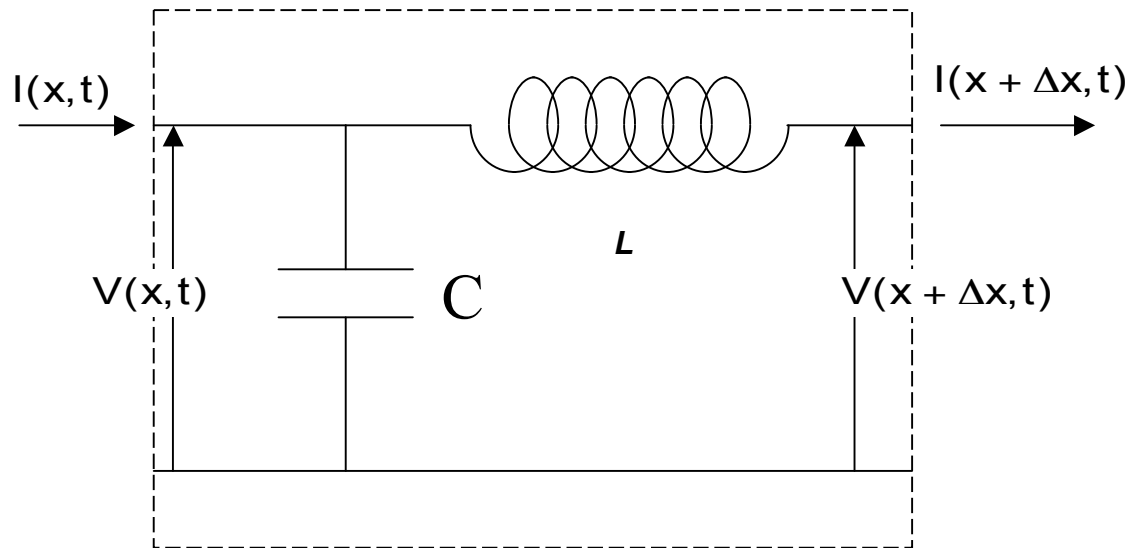 I(x,t)
I(x + Δx,t)
L
V(x,t)
C
V(x + Δx,t)